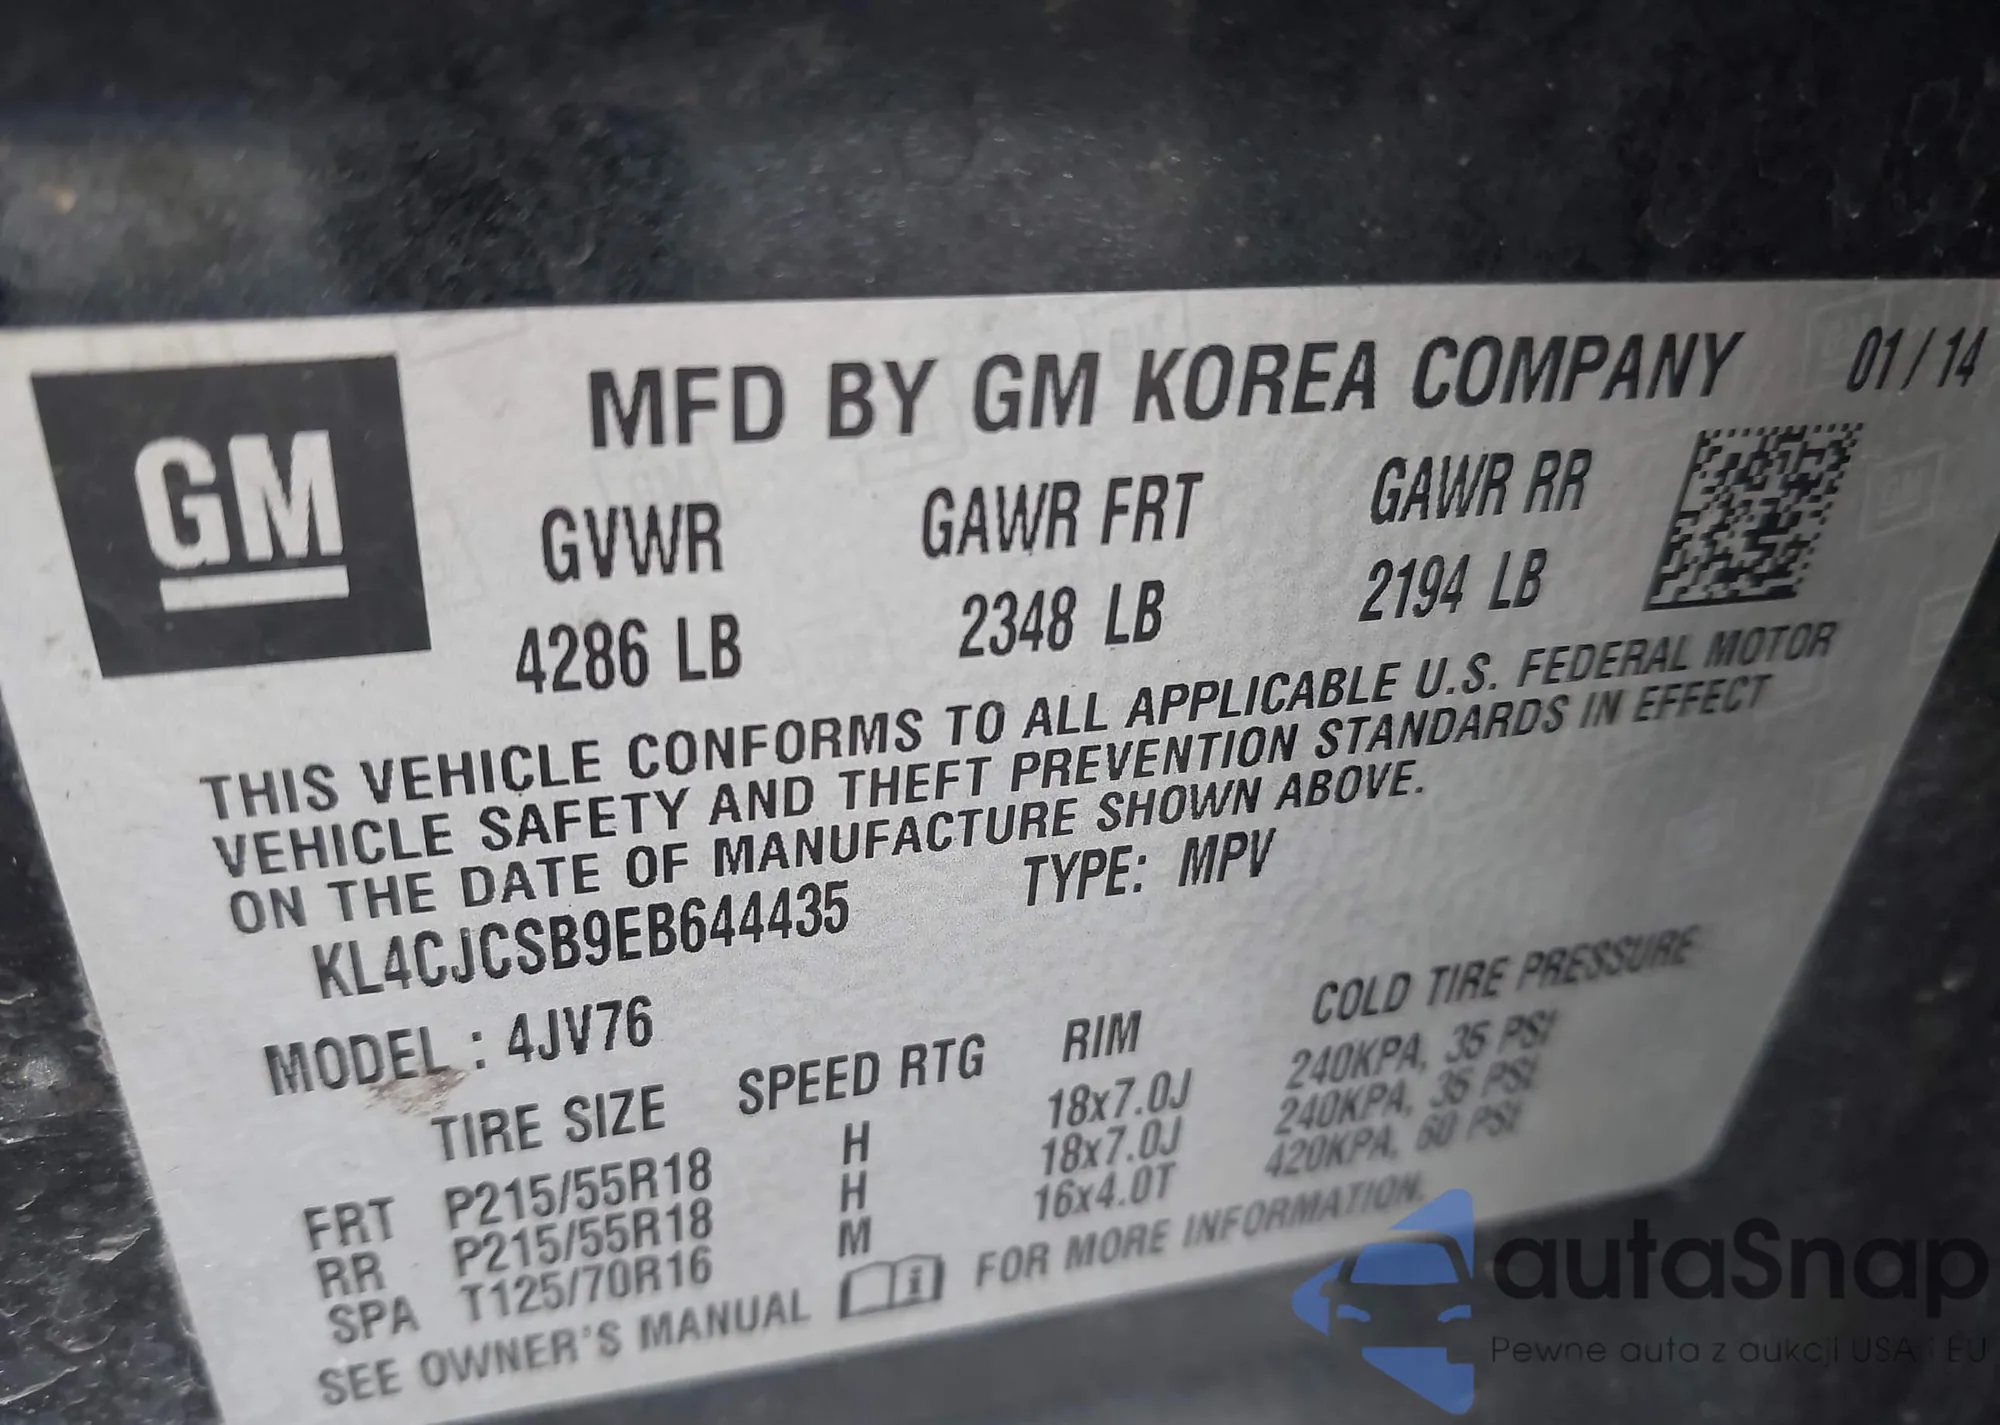 GM
MFD BY GM KOREA COMPANY 01/14
GVWR GAWR FRT GAWR RR
4286 LB 2348 LB 2194 LB
THIS VEHICLE CONFORMS TO ALL APPLICABLE U.S. FEDERAL MOTOR
VEHICLE SAFETY AND THEFT PREVENTION STANDARDS IN EFFECT
ON THE DATE OF MANUFACTURE SHOWN ABOVE.
KL4CJCSB9EB644435 TYPE: MPV
MODEL : 4JV76
TIRE SIZE SPEED RTG RIM COLD TIRE PRESSURE
FRT P215/55R18 H 18x7.0J 240KPA, 35 PSI
RR P215/55R18 H 18x7.0J 240KPA, 35 PSI
SPA T125/70R16 M 16x4.0T 420KPA, 60 PSI
SEE OWNER'S MANUAL FOR MORE INFORMATION.
autaSnap
Pewne auta z aukcji USA i EU